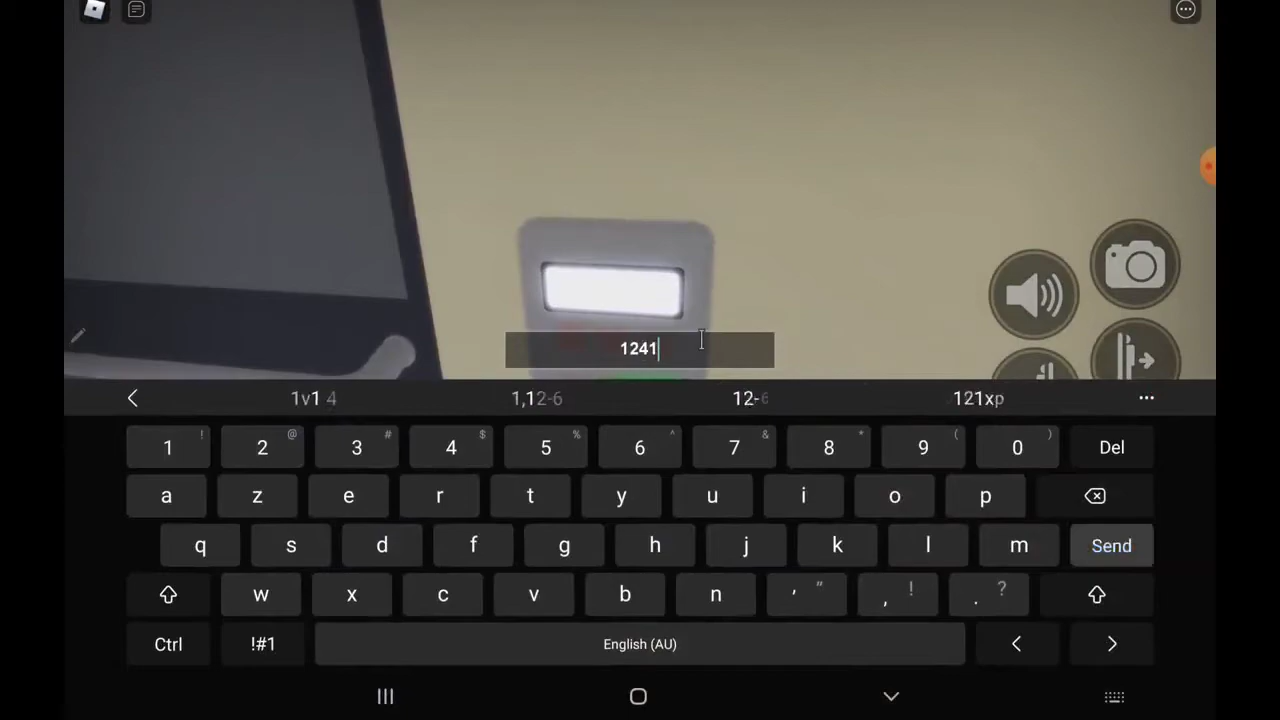 1241
1v1 4 1,12-6 12-6 121xp
1 ! 2 @ 3 # 4 $ 5 % 6 ^ 7 & 8 * 9 ( 0 ) Del
a z e r t y u i o p
q s d f g h j k l m Send
w x c v b n ' " , ! . ?
Ctrl !#1 English (AU)